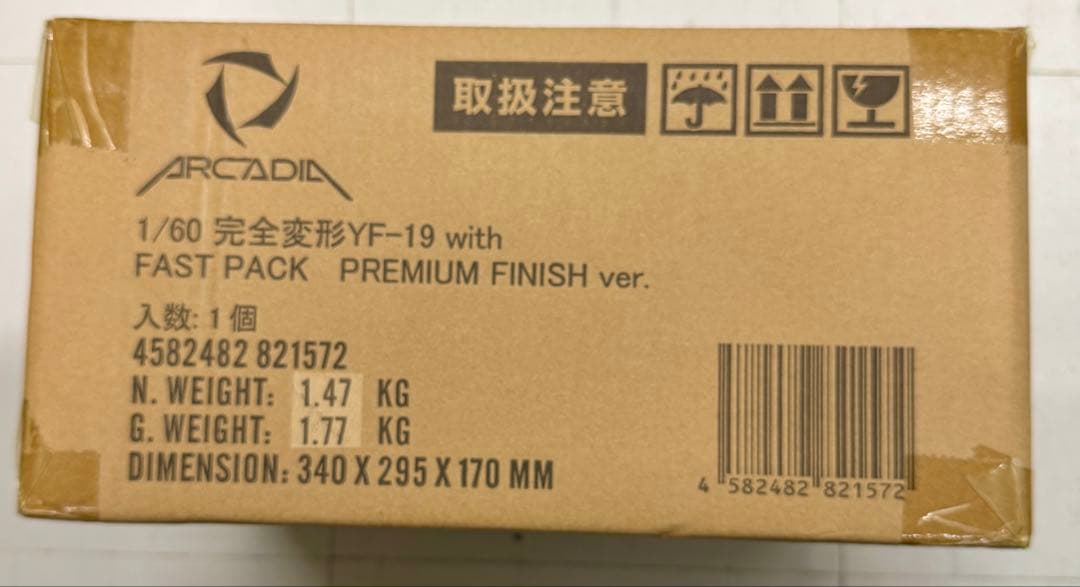 取扱注意
ARCADIA
1/60 完全変形YF-19 with
FAST PACK PREMIUM FINISH ver.
入数: 1 個
4582482 821572
N. WEIGHT: 1.47 KG
G. WEIGHT: 1.77 KG
DIMENSION: 340 X 295 X 170 MM
4 582482 821572